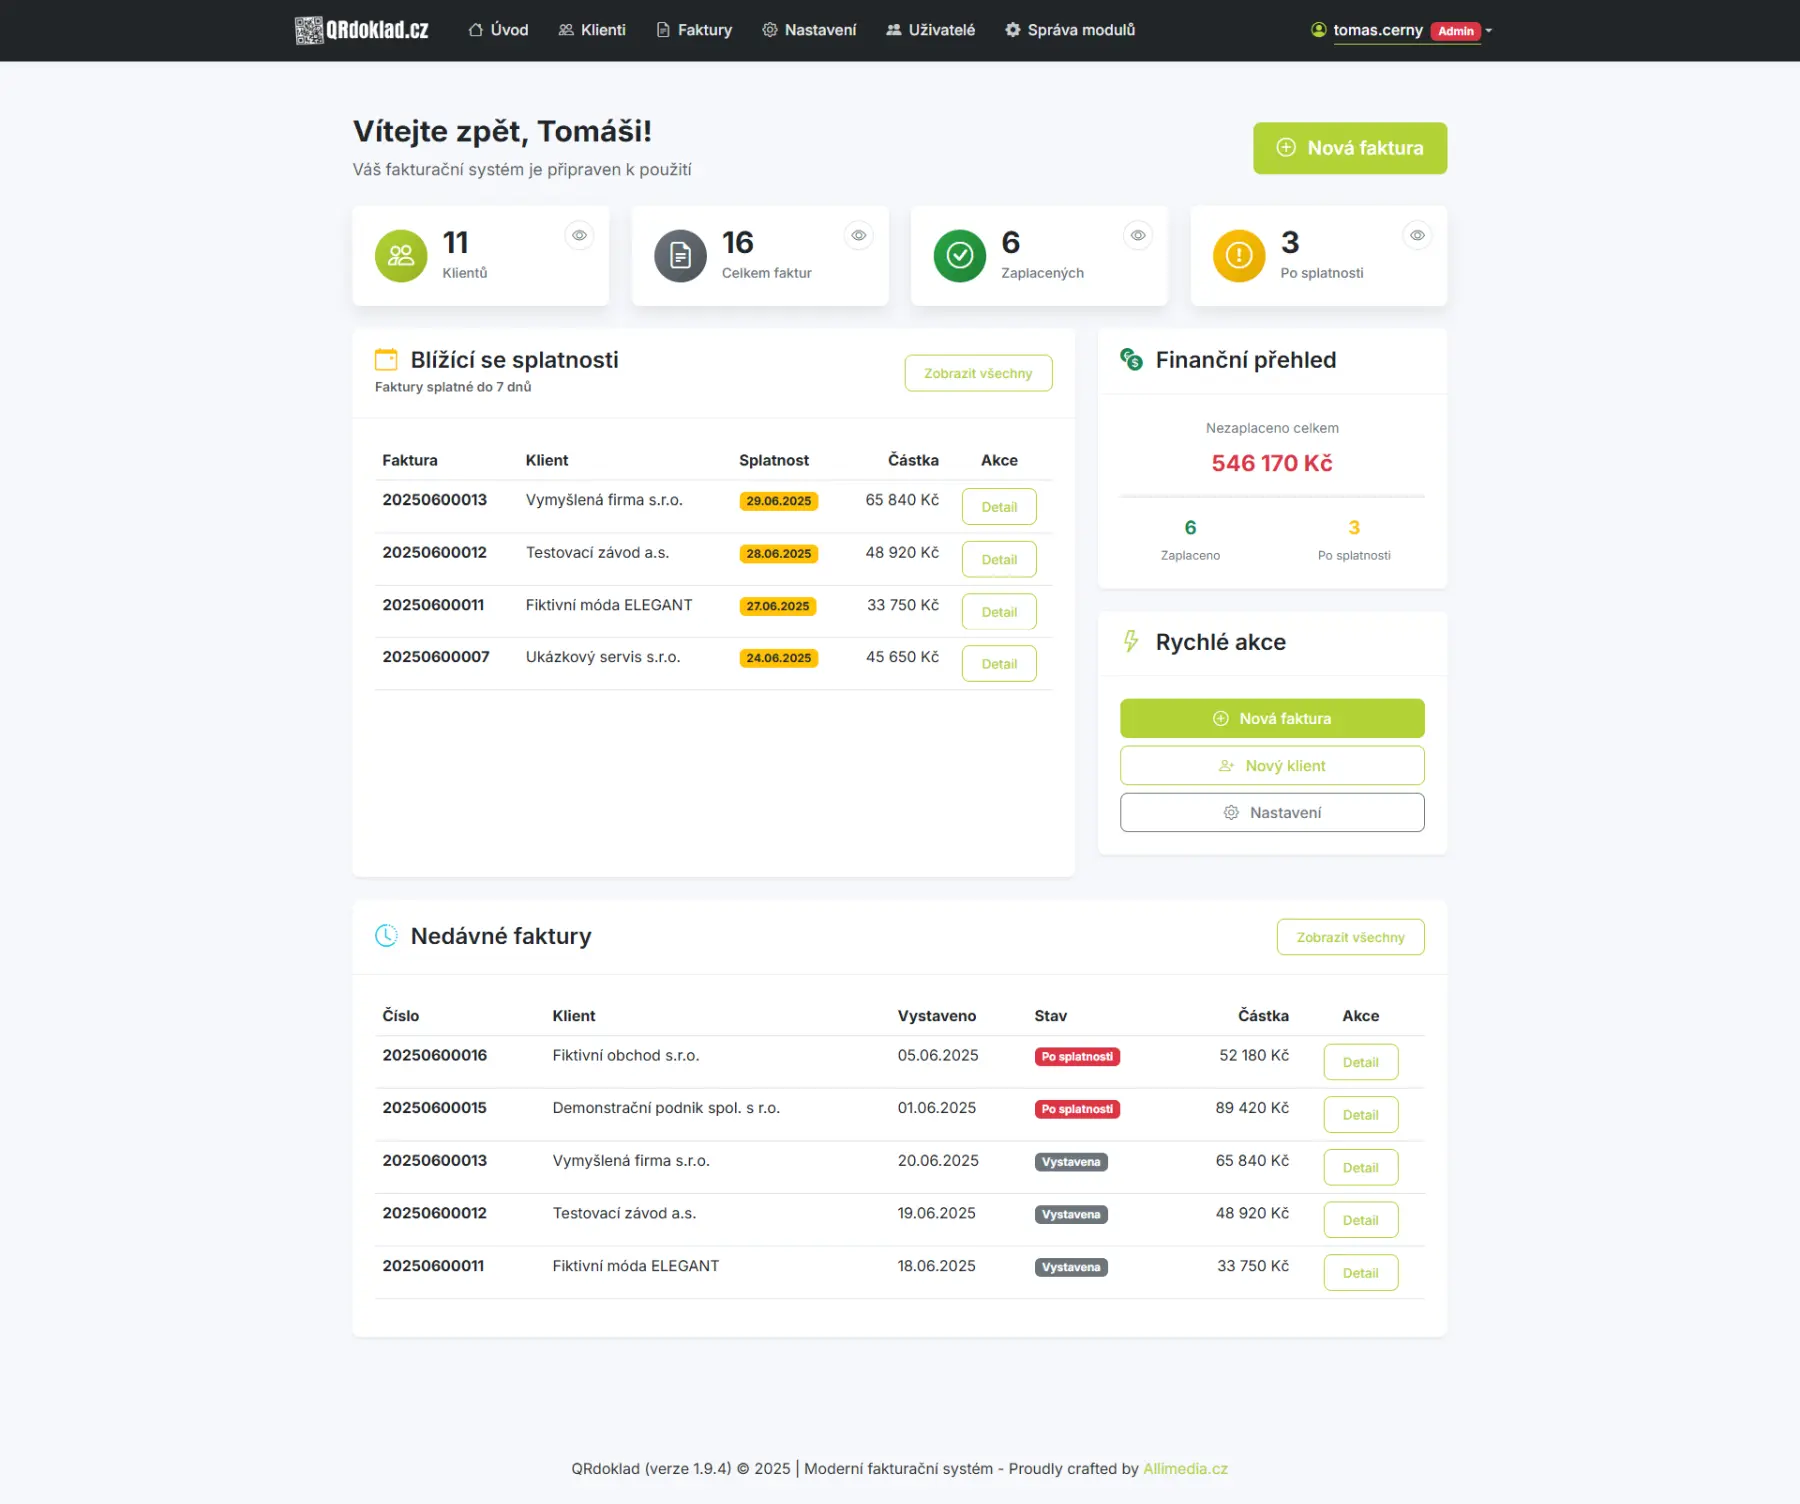 QRdoklad.cz Úvod Klienti Faktury Nastavení Uživatelé Správa modulů tomas.cerny Admin
Vítejte zpět, Tomáši!
Váš fakturační systém je připraven k použití
Nová faktura
11
Klientů
16
Celkem faktur
6
Zaplacených
3
Po splatnosti
Blížící se splatnosti
Faktury splatné do 7 dnů
Zobrazit všechny
Faktura Klient Splatnost Částka Akce
20250600013 Vymyšlená firma s.r.o. 29.06.2025 65 840 Kč Detail
20250600012 Testovací závod a.s. 28.06.2025 48 920 Kč Detail
20250600011 Fiktivní móda ELEGANT 27.06.2025 33 750 Kč Detail
20250600007 Ukázkový servis s.r.o. 24.06.2025 45 650 Kč Detail
Finanční přehled
Nezaplaceno celkem
546 170 Kč
6
Zaplaceno
3
Po splatnosti
Rychlé akce
Nová faktura
Nový klient
Nastavení
Nedávné faktury
Zobrazit všechny
Číslo Klient Vystaveno Stav Částka Akce
20250600016 Fiktivní obchod s.r.o. 05.06.2025 Po splatnosti 52 180 Kč Detail
20250600015 Demonstrační podnik spol. s r.o. 01.06.2025 Po splatnosti 89 420 Kč Detail
20250600013 Vymyšlená firma s.r.o. 20.06.2025 Vystavena 65 840 Kč Detail
20250600012 Testovací závod a.s. 19.06.2025 Vystavena 48 920 Kč Detail
20250600011 Fiktivní móda ELEGANT 18.06.2025 Vystavena 33 750 Kč Detail
QRdoklad (verze 1.9.4) © 2025 | Moderní fakturační systém - Proudly crafted by Allimedia.cz